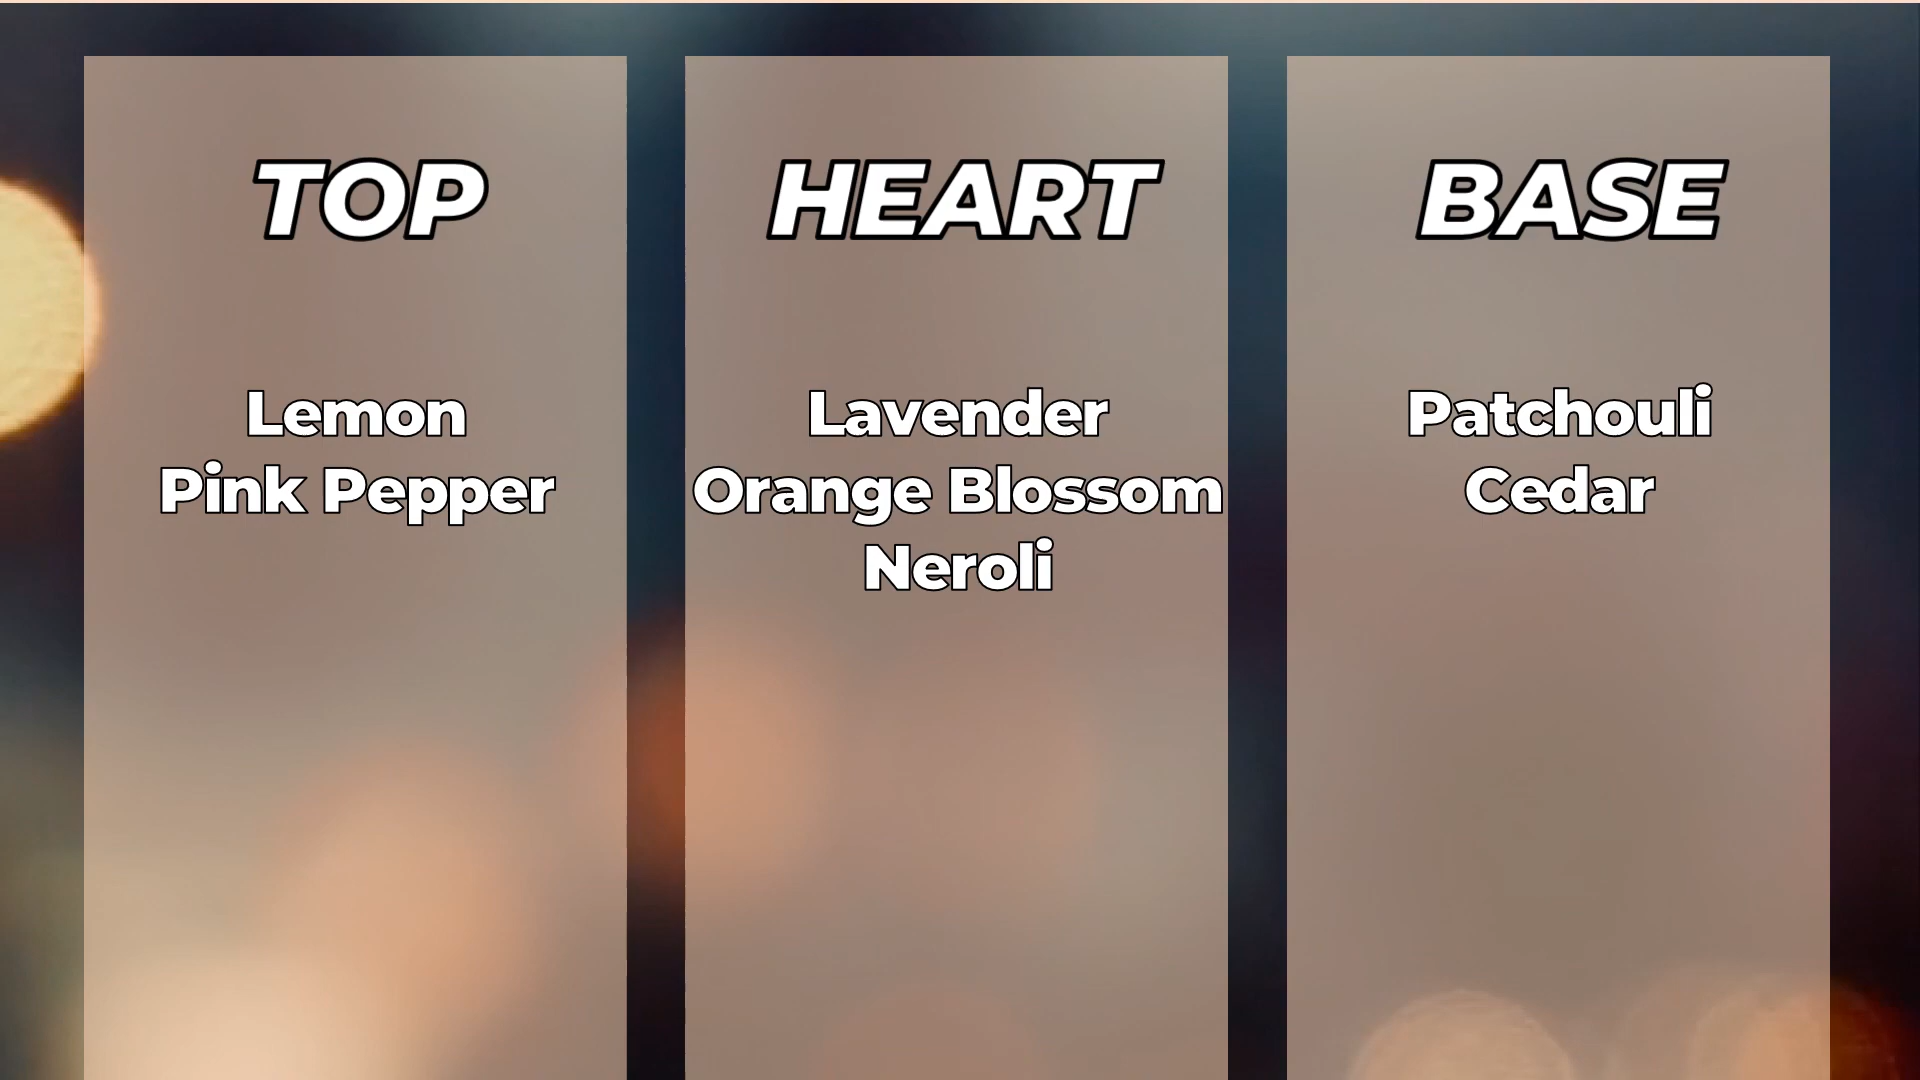 TOP
Lemon
Pink Pepper
HEART
Lavender
Orange Blossom
Neroli
BASE
Patchouli
Cedar